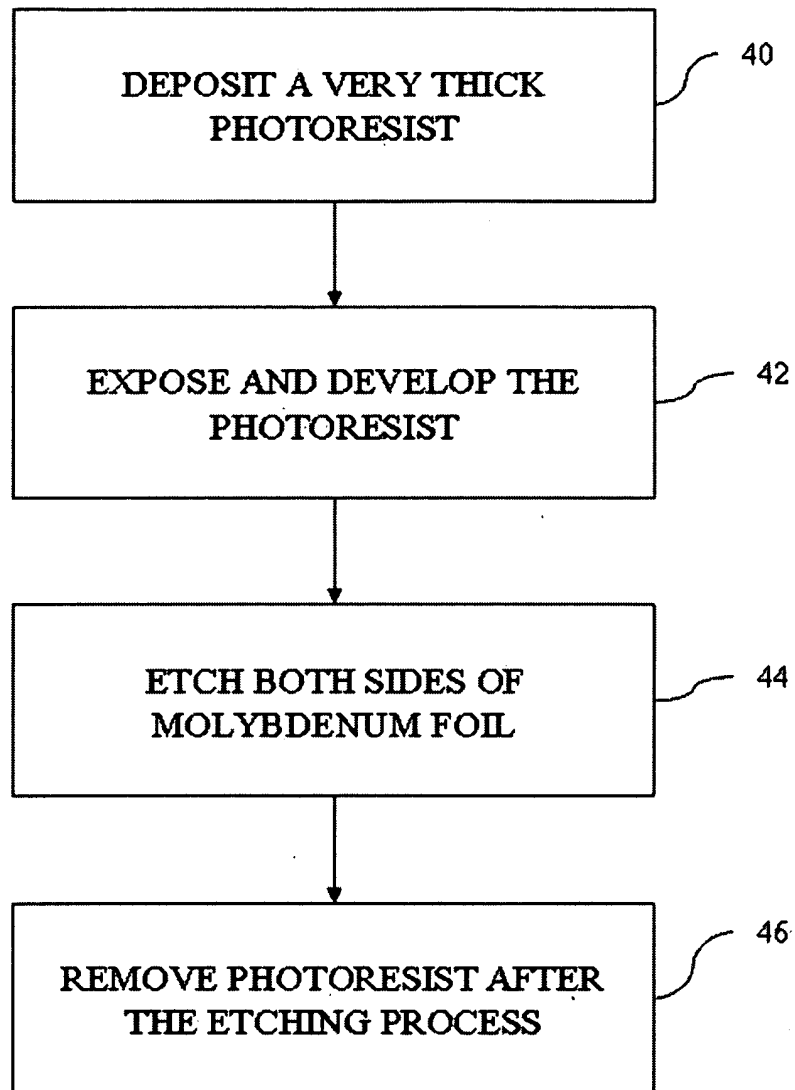 DEPOSIT A VERY THICK
PHOTORESIST
40
EXPOSE AND DEVELOP THE
PHOTORESIST
42
ETCH BOTH SIDES OF
MOLYBDENUM FOIL
44
REMOVE PHOTORESIST AFTER
THE ETCHING PROCESS
46